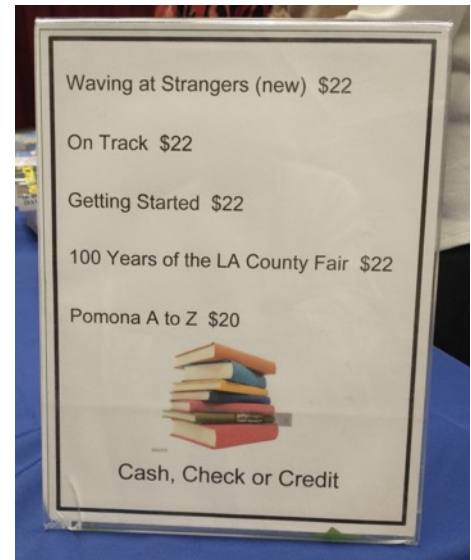 Waving at Strangers (new) $22
On Track $22
Getting Started $22
100 Years of the LA County Fair $22
Pomona A to Z $20
Cash, Check or Credit